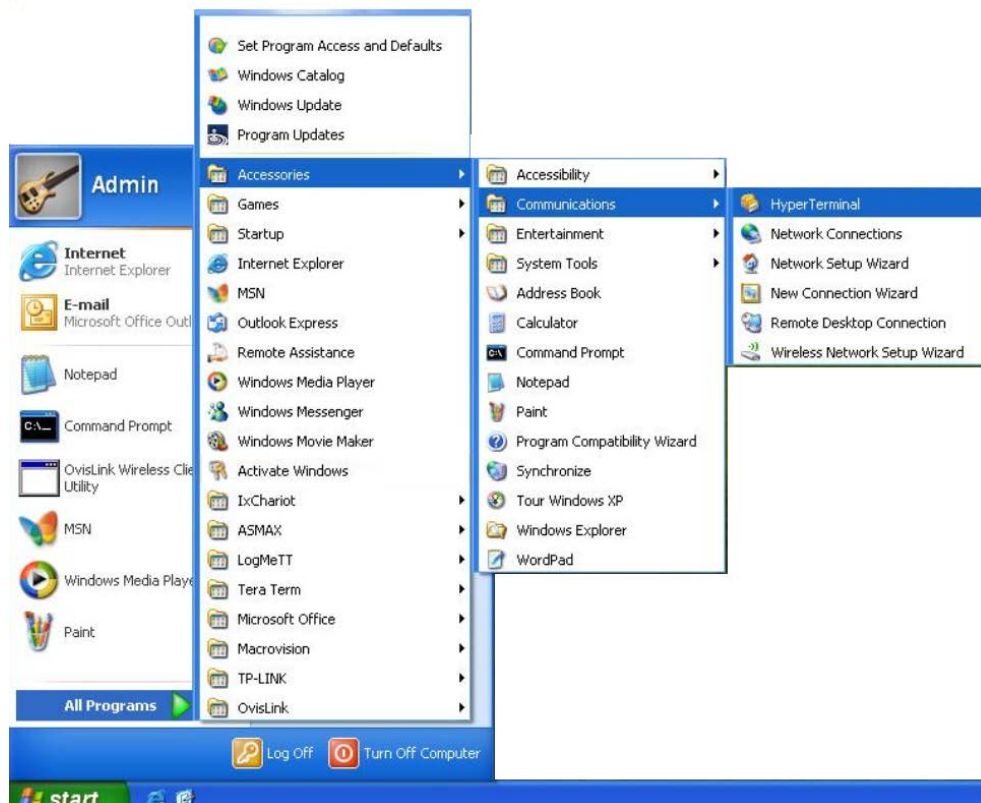 Set Program Access and Defaults
Windows Catalog
Windows Update
Program Updates
Accessories
Games
Startup
Internet Explorer
MSN
Outlook Express
Remote Assistance
Windows Media Player
Windows Messenger
Windows Movie Maker
Activate Windows
IxChariot
ASMAX
LogMeTT
Tera Term
Microsoft Office
Macrovision
TP-LINK
OvisLink
Accessibility
Communications
Entertainment
System Tools
Address Book
Calculator
Command Prompt
Notepad
Paint
Program Compatibility Wizard
Synchronize
Tour Windows XP
Windows Explorer
WordPad
HyperTerminal
Network Connections
Network Setup Wizard
New Connection Wizard
Remote Desktop Connection
Wireless Network Setup Wizard
Admin
Internet
Internet Explorer
E-mail
Microsoft Office Outl
Notepad
C:\_
Command Prompt
OvisLink Wireless Clie
Utility
MSN
Windows Media Playe
Paint
All Programs
Log Off
Turn Off Computer
start